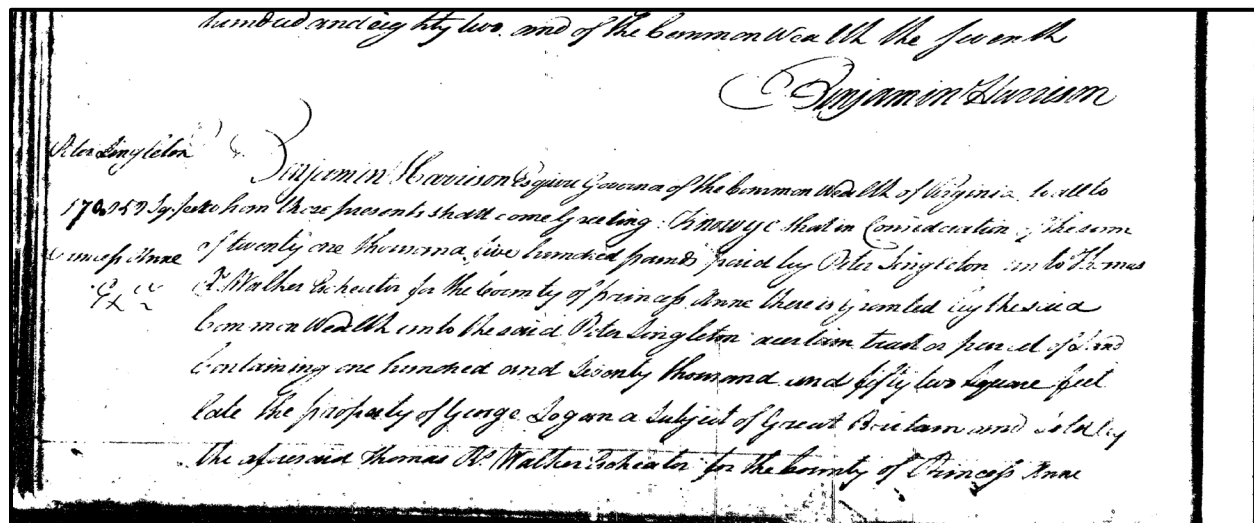 hundred and eighty two. and of the Common Wea lth the seventh
Benjamin Harrison
Peter Singleton
Benjamin Harrison Esquire Governor of the Common Wealth of Virginia to all to
170.052 Sq. feet whom these presents shall come Greeting. Know ye that in Consideration of the sum
Princess Anne of twenty one thousand five hundred pounds paid by Peter Singleton unto Thomas
R. Walker Escheator for the County of princess Anne there is Granted by the said
Common Wealth unto the said Peter Singleton a certain tract or parcel of Land
Containing one hundred and Seventy thousand and fifty two Square feet
late the property of George Logan a Subject of Great Britain and sold by
the aforesaid Thomas R. Walker Escheator for the County of Princess Anne